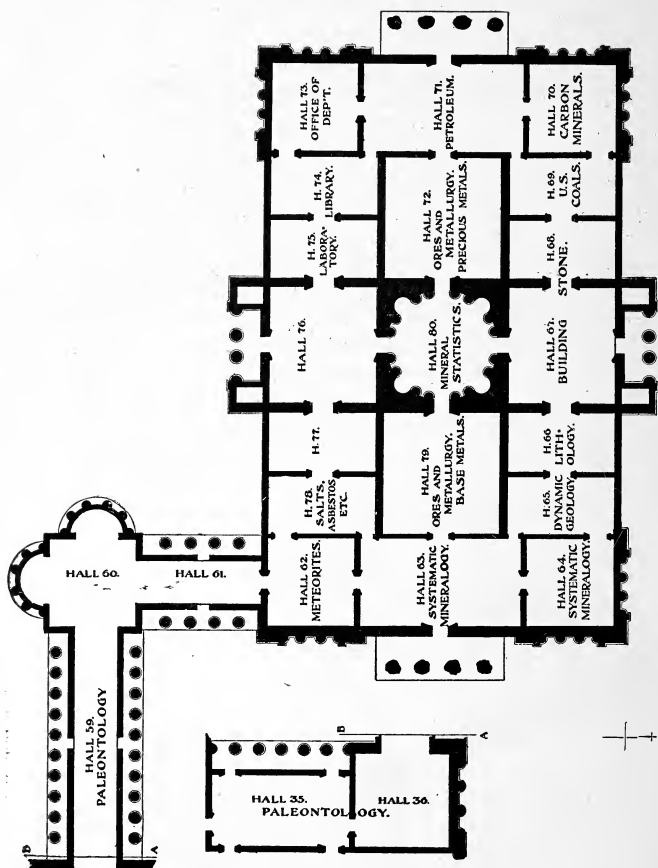 HALL 73.
OFFICE OF
DEP'T.
HALL 71.
PETROLEUM.
HALL 70.
CARBON
MINERALS.
H. 74.
LIBRARY.
HALL 72.
ORES AND
METALLURGY.
PRECIOUS METALS.
H.69.
U.S.
COALS.
H.75.
LABORA-
TORY.
H.68.
STONE.
HALL 76.
HALL 80.
MINERAL
STATISTICS.
HALL 67.
BUILDING
H.77.
HALL 79.
ORES AND
METALLURGY.
BASE METALS.
H.66
LITH-
OLOGY.
H.78.
SALTS,
ASBESTOS
ETC.
H.65.
DYNAMIC
GEOLOGY.
HALL 60.
HALL 61.
HALL 62.
METEORITES.
HALL 63.
SYSTEMATIC
MINERALOGY.
HALL 64.
SYSTEMATIC
MINERALOGY.
HALL 59.
PALEONTOLOGY
B
A
B
A
HALL 35.
HALL 36.
PALEONTOLOGY.